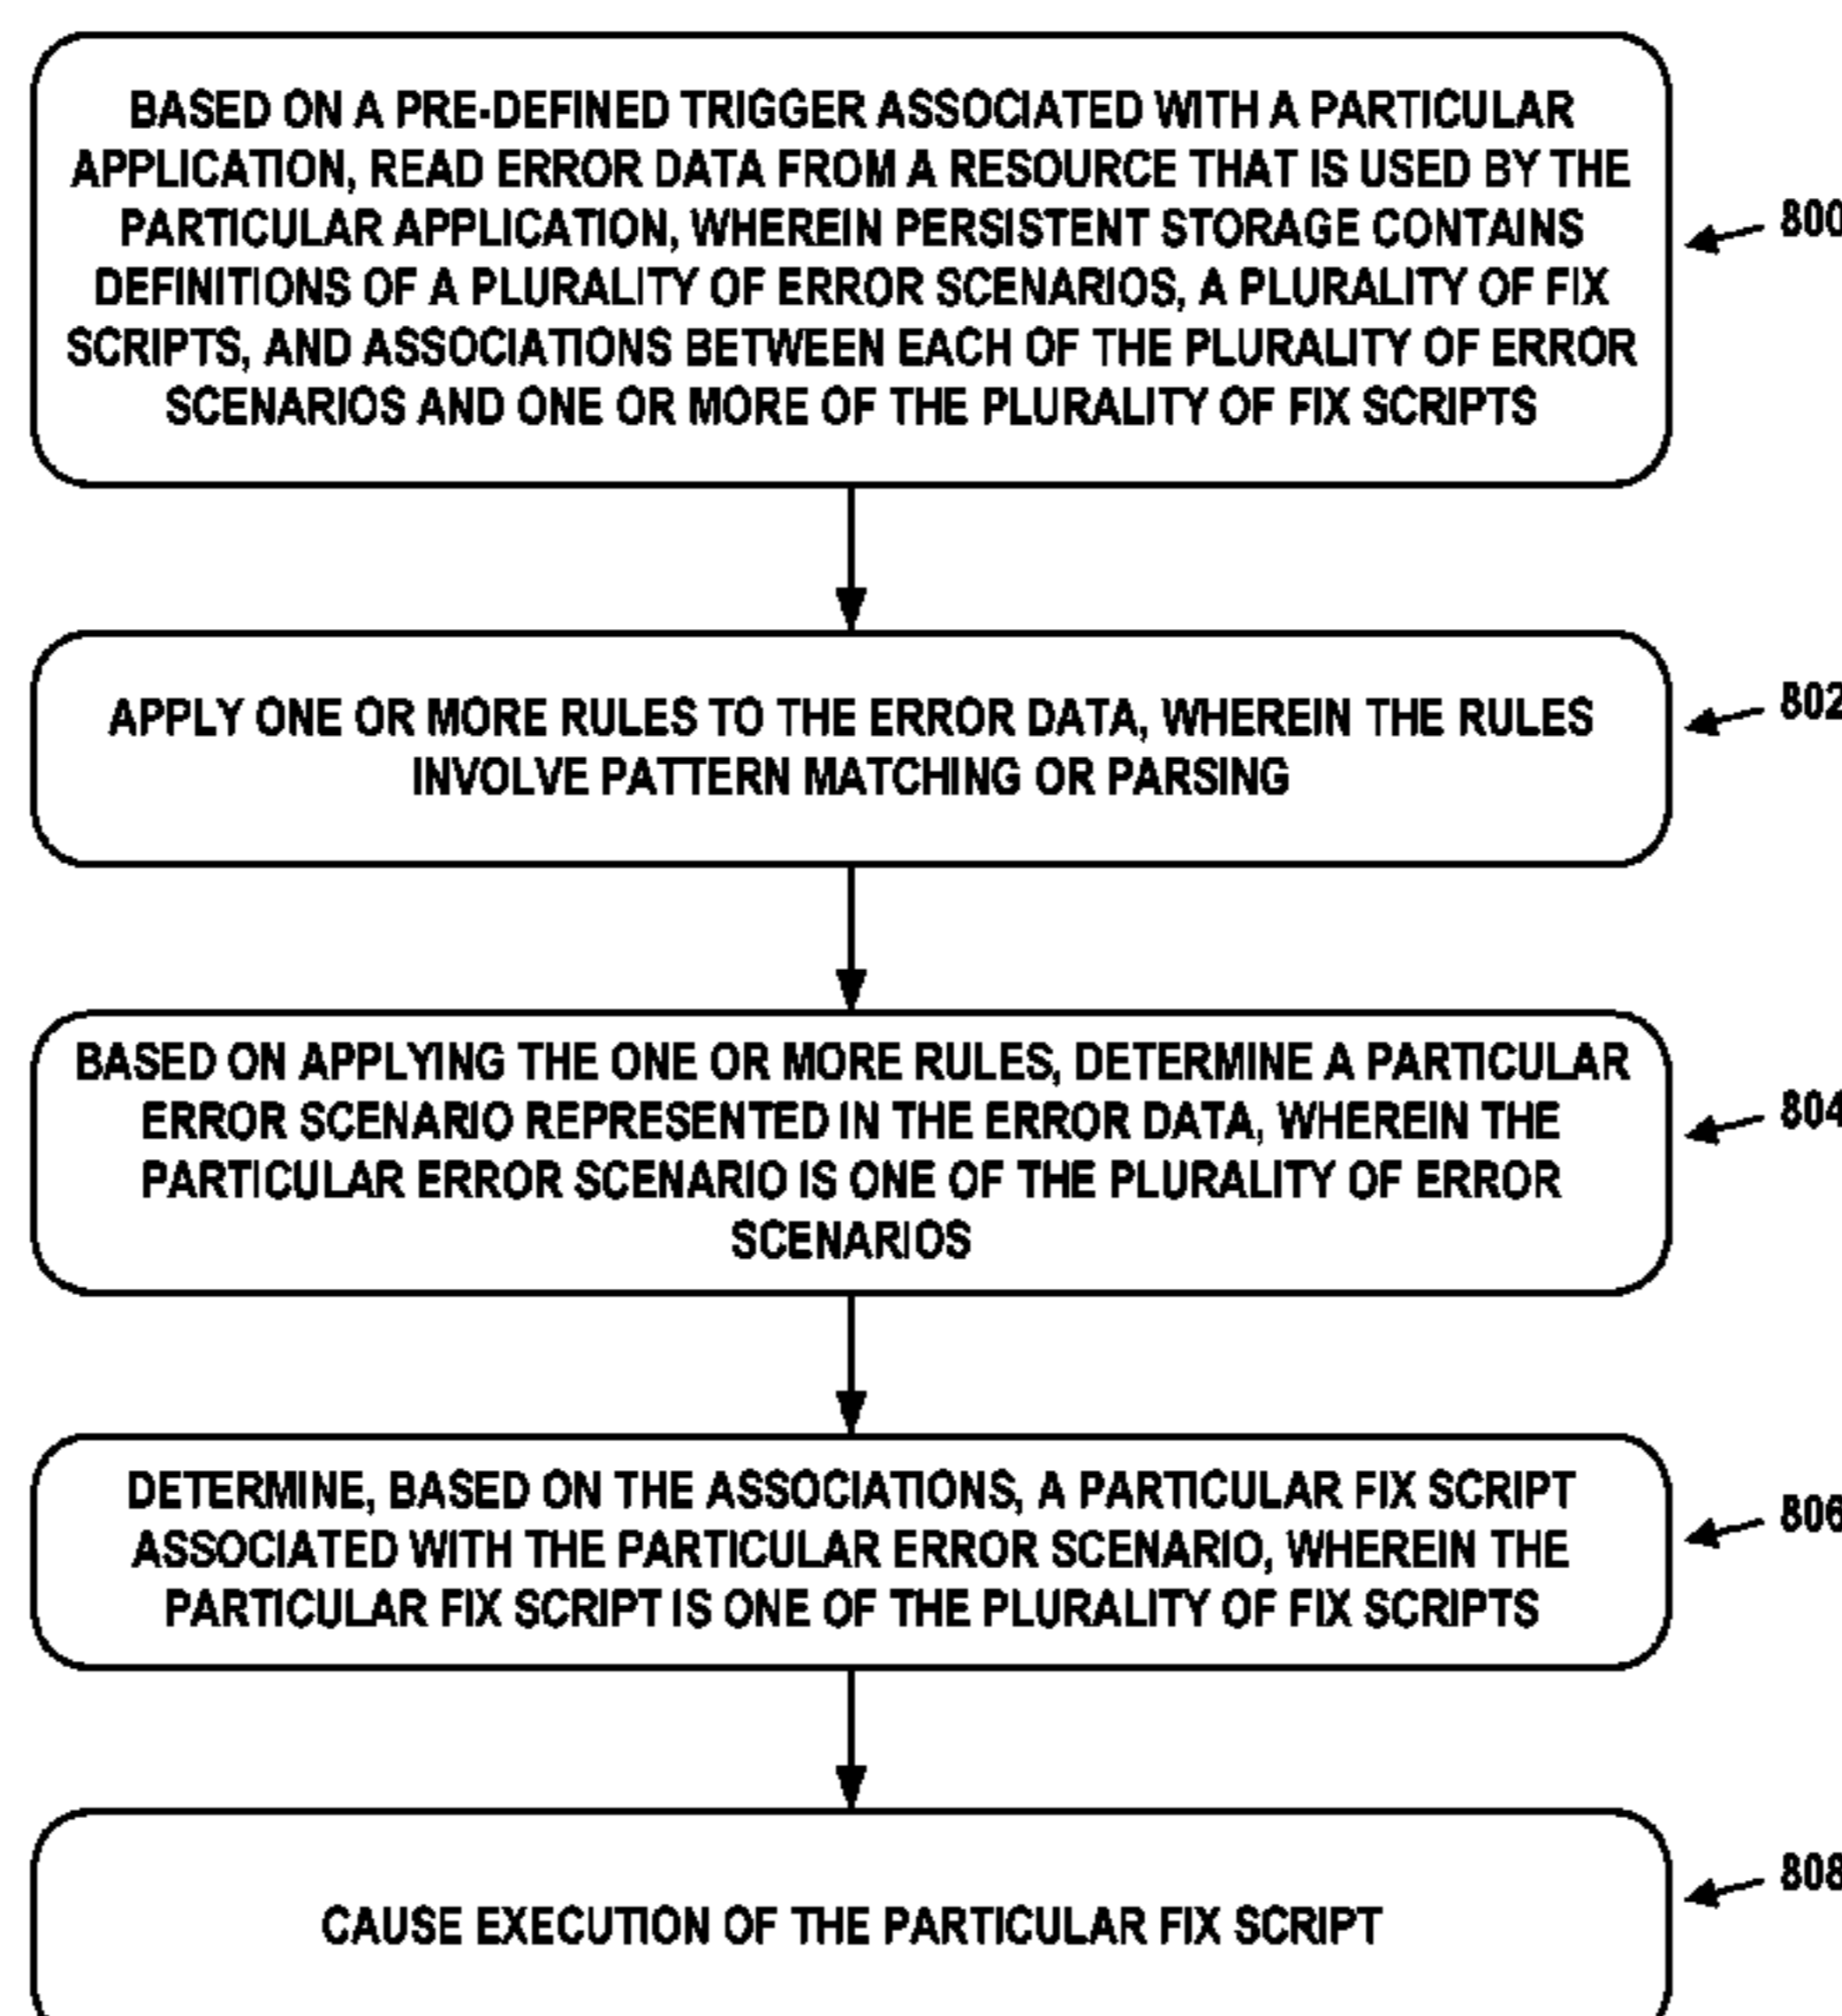 BASED ON A PRE-DEFINED TRIGGER ASSOCIATED WITH A PARTICULAR
APPLICATION, READ ERROR DATA FROM A RESOURCE THAT IS USED BY THE
PARTICULAR APPLICATION, WHEREIN PERSISTENT STORAGE CONTAINS
DEFINITIONS OF A PLURALITY OF ERROR SCENARIOS, A PLURALITY OF FIX
SCRIPTS, AND ASSOCIATIONS BETWEEN EACH OF THE PLURALITY OF ERROR
SCENARIOS AND ONE OR MORE OF THE PLURALITY OF FIX SCRIPTS
800
APPLY ONE OR MORE RULES TO THE ERROR DATA, WHEREIN THE RULES
INVOLVE PATTERN MATCHING OR PARSING
802
BASED ON APPLYING THE ONE OR MORE RULES, DETERMINE A PARTICULAR
ERROR SCENARIO REPRESENTED IN THE ERROR DATA, WHEREIN THE
PARTICULAR ERROR SCENARIO IS ONE OF THE PLURALITY OF ERROR
SCENARIOS
804
DETERMINE, BASED ON THE ASSOCIATIONS, A PARTICULAR FIX SCRIPT
ASSOCIATED WITH THE PARTICULAR ERROR SCENARIO, WHEREIN THE
PARTICULAR FIX SCRIPT IS ONE OF THE PLURALITY OF FIX SCRIPTS
806
CAUSE EXECUTION OF THE PARTICULAR FIX SCRIPT
808